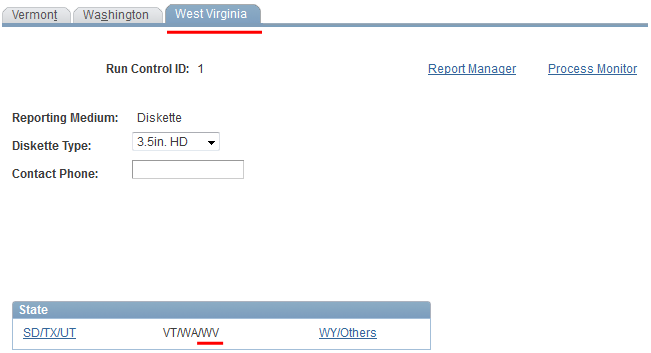 Vermont Washington West Virginia
Run Control ID: 1 Report Manager Process Monitor
Reporting Medium: Diskette
Diskette Type: 3.5in. HD
Contact Phone:
State
SD/TX/UT VT/WA/WV WY/Others